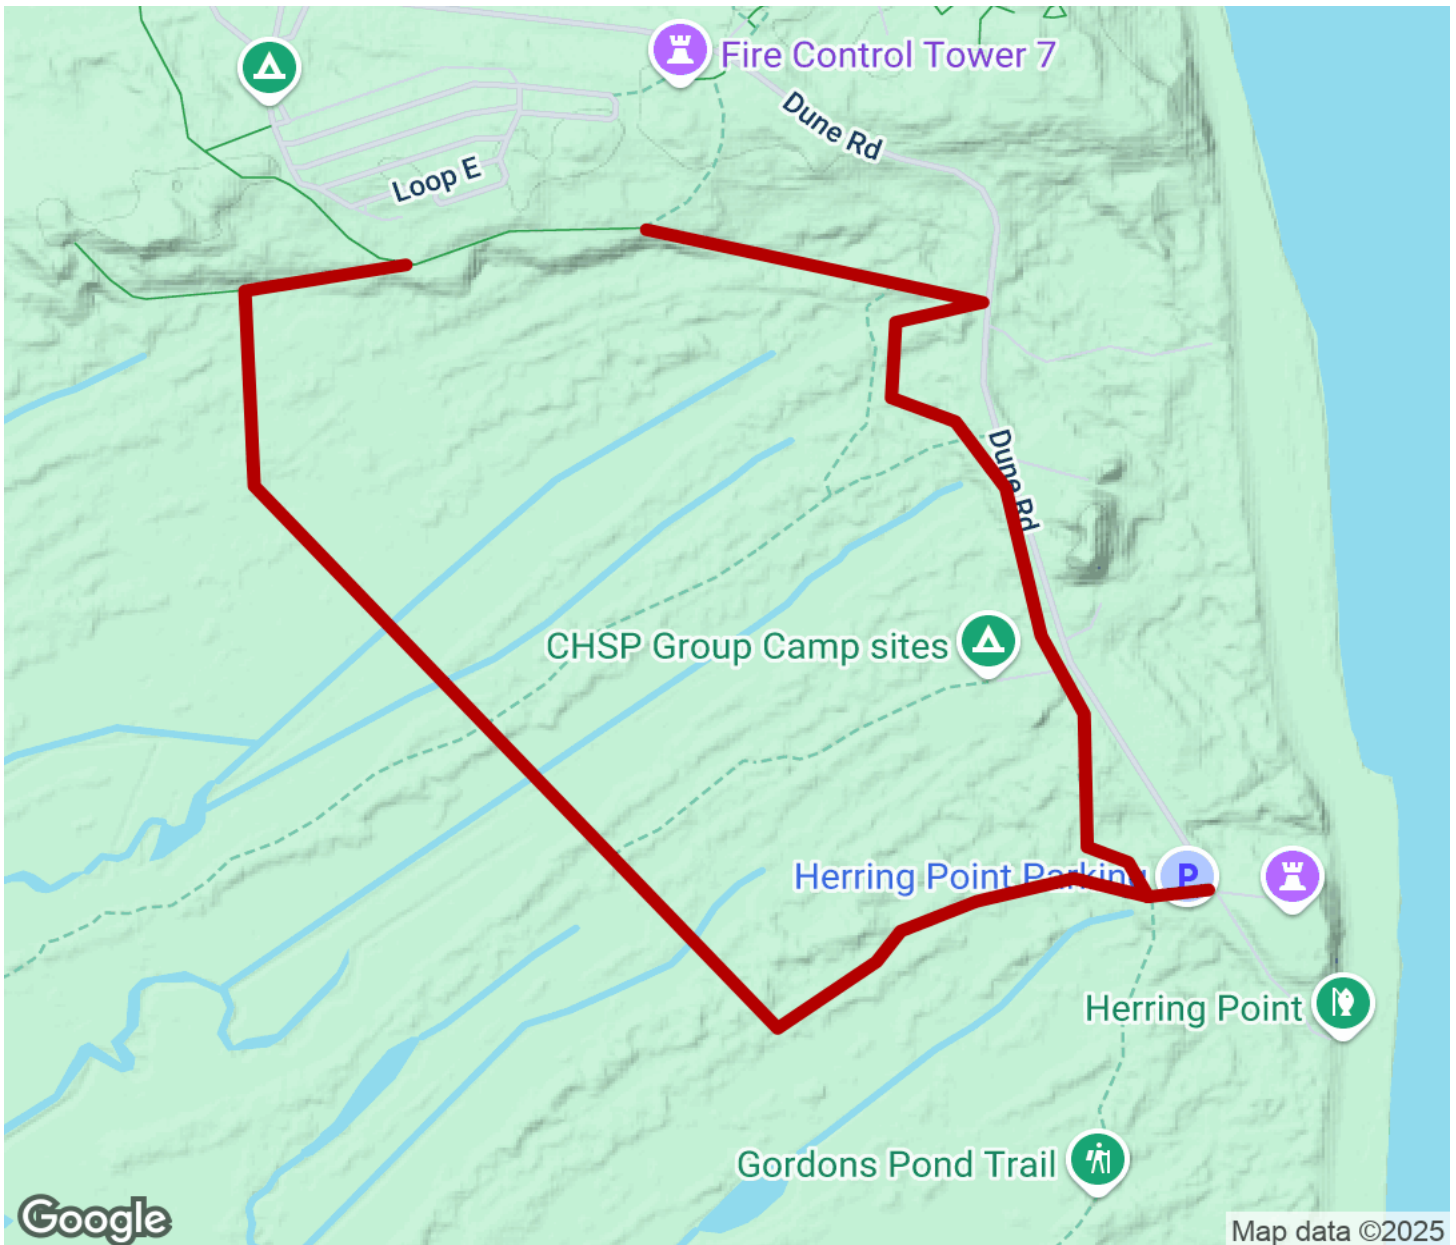 Fire Control Tower 7
Dune Rd
Loop E
Dune Rd
CHSP Group Camp sites
Herring Point Parking
P
Herring Point
Gordons Pond Trail
Google
Map data ©2025